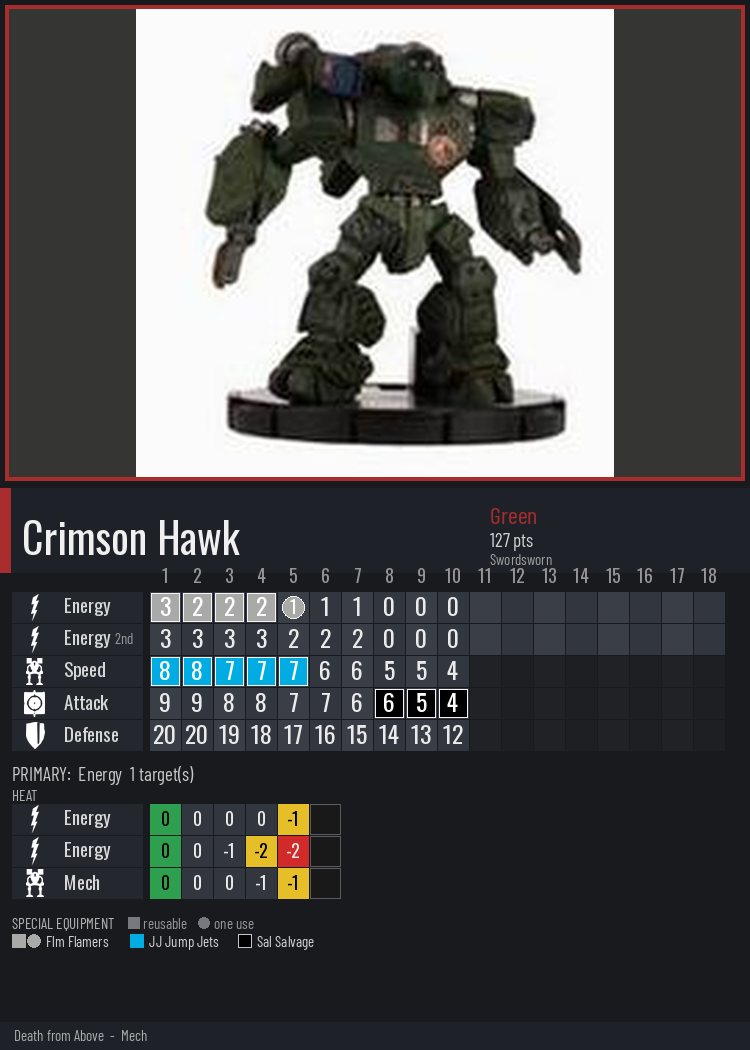 Crimson Hawk
Green
127 pts
Swordsworn
1 2 3 4 5 6 7 8 9 10 11 12 13 14 15 16 17 18
Energy 3 2 2 2 1 1 1 0 0 0
Energy 2nd 3 3 3 3 2 2 2 0 0 0
Speed 8 8 7 7 7 6 6 5 5 4
Attack 9 9 8 8 7 7 6 6 5 4
Defense 20 20 19 18 17 16 15 14 13 12
PRIMARY: Energy 1 target(s)
HEAT
Energy 0 0 0 0 -1
Energy 0 0 -1 -2 -2
Mech 0 0 0 -1 -1
SPECIAL EQUIPMENT reusable one use
Flm Flamers JJ Jump Jets Sal Salvage
Death from Above - Mech